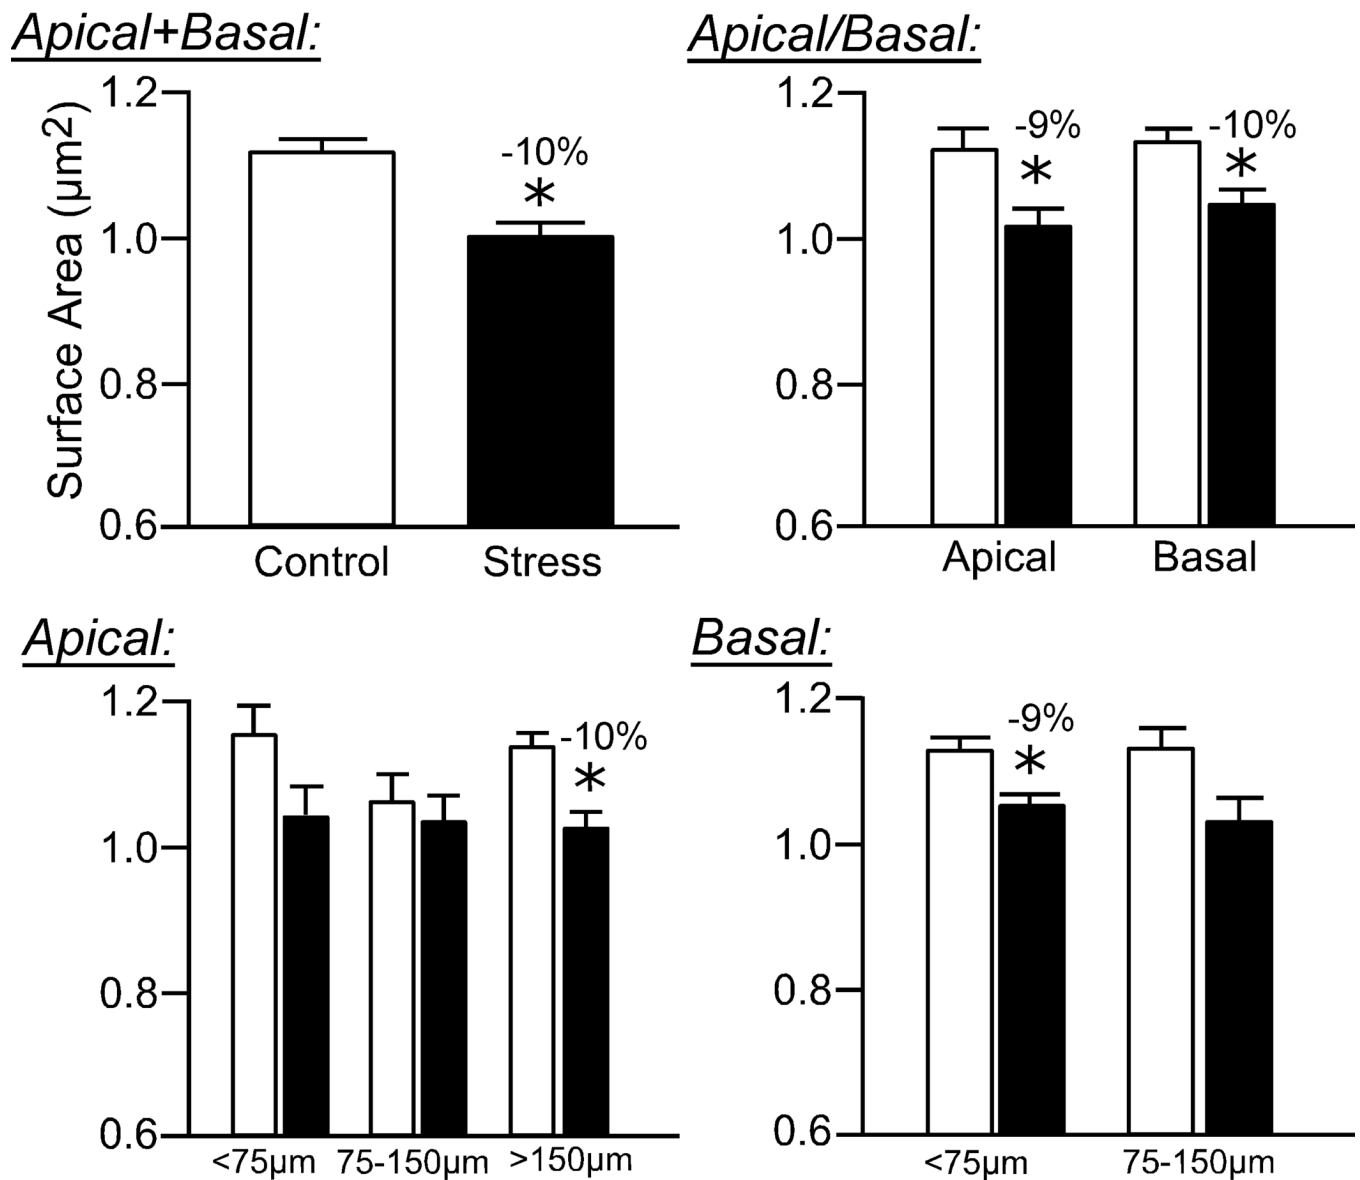 Apical+Basal:
Surface Area (µm²)
1.2
1.0
0.8
0.6
-10%
*
Control Stress
Apical/Basal:
1.2
1.0
0.8
0.6
-9% -10%
* *
Apical Basal
Apical:
1.2
1.0
0.8
0.6
-10%
*
<75µm 75-150µm >150µm
Basal:
1.2
1.0
0.8
0.6
-9%
*
<75µm 75-150µm